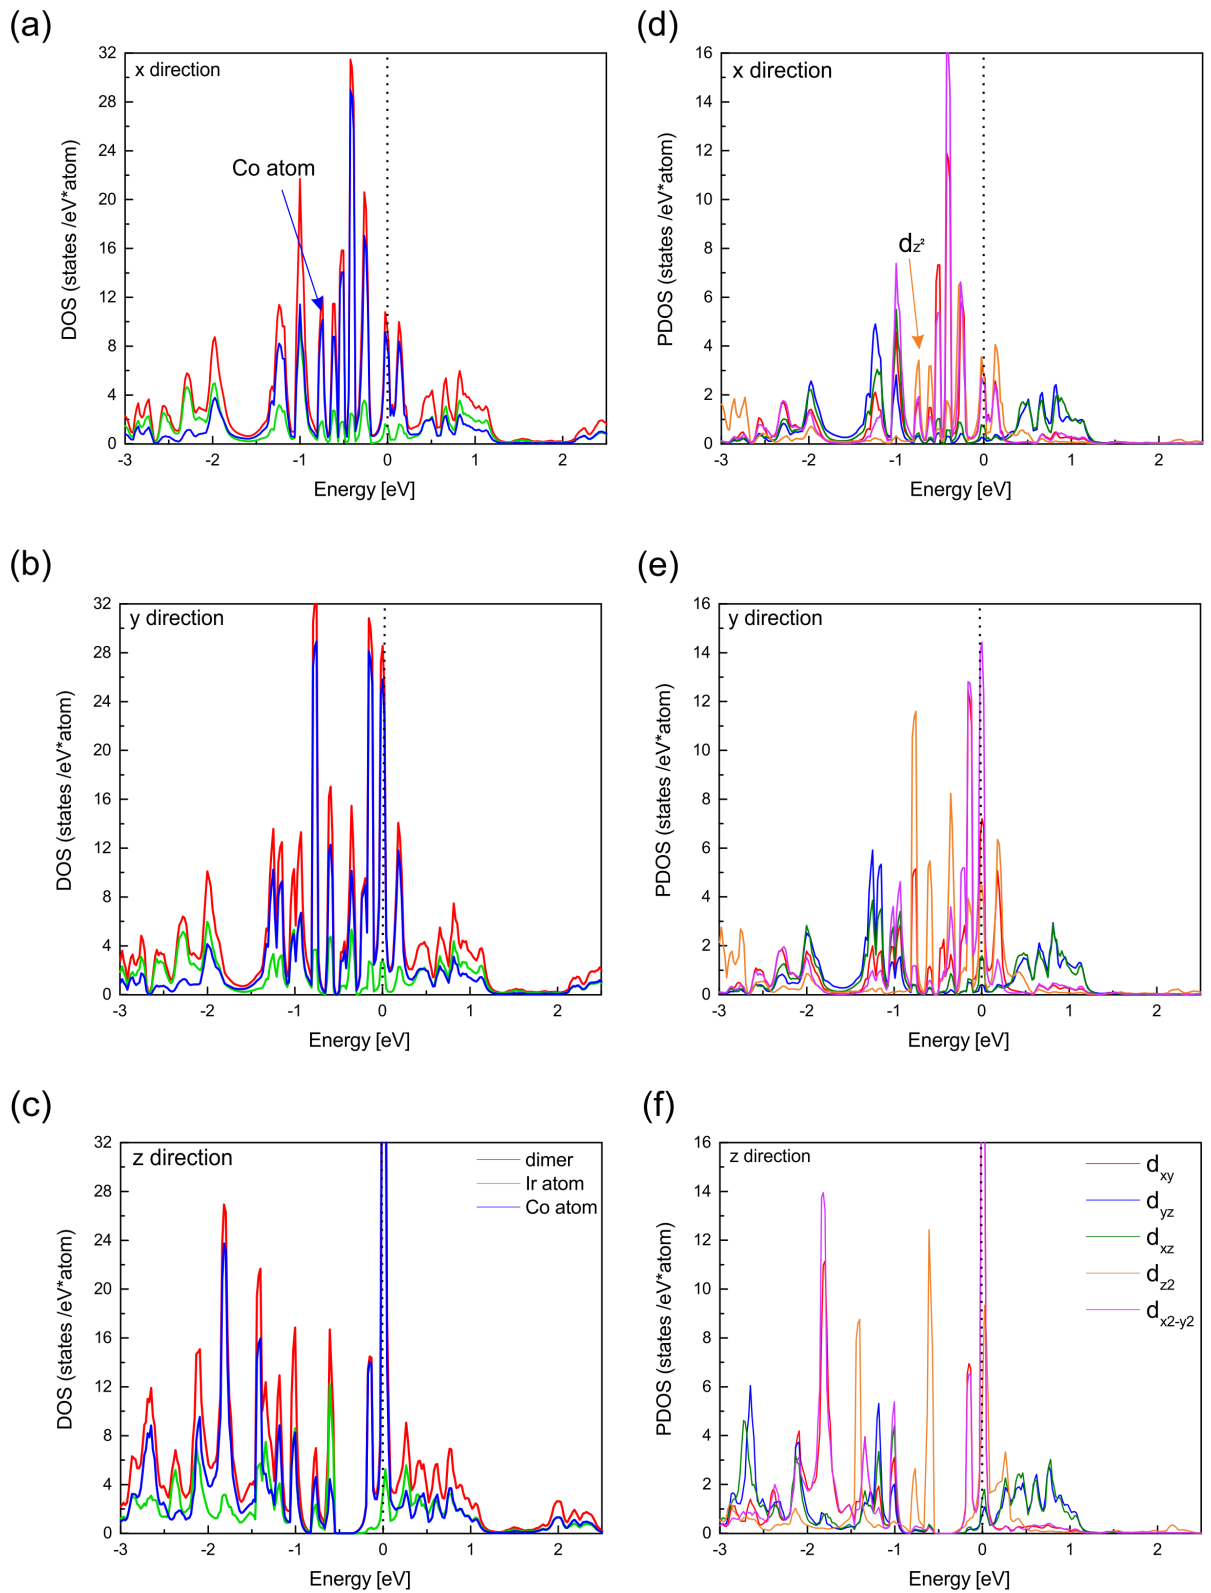 (a)
x direction
Co atom
DOS (states /eV*atom)
32
28
24
20
16
12
8
4
0
-3
-2
-1
0
1
2
Energy [eV]
(d)
x direction
dz²
PDOS (states /eV*atom)
16
14
12
10
8
6
4
2
0
-3
-2
-1
0
1
2
Energy [eV]
(b)
y direction
DOS (states /eV*atom)
32
28
24
20
16
12
8
4
0
-3
-2
-1
0
1
2
Energy [eV]
(e)
y direction
PDOS (states /eV*atom)
16
14
12
10
8
6
4
2
0
-3
-2
-1
0
1
2
Energy [eV]
(c)
z direction
dimer
Ir atom
Co atom
DOS (states /eV*atom)
32
28
24
20
16
12
8
4
0
-3
-2
-1
0
1
2
Energy [eV]
(f)
z direction
dxy
dyz
dxz
dz2
dx2-y2
PDOS (states /eV*atom)
16
14
12
10
8
6
4
2
0
-3
-2
-1
0
1
2
Energy [eV]